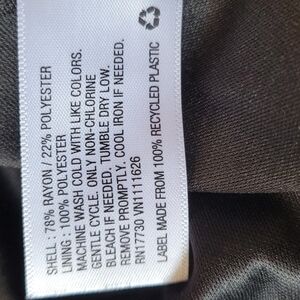 SHELL : 78% RAYON / 22% POLYESTER
LINING : 100% POLYESTER
MACHINE WASH COLD WITH LIKE COLORS.
GENTLE CYCLE. ONLY NON-CHLORINE
BLEACH IF NEEDED. TUMBLE DRY LOW.
REMOVE PROMPTLY. COOL IRON IF NEEDED.
RN17730 VN1111626
LABEL MADE FROM 100% RECYCLED PLASTIC